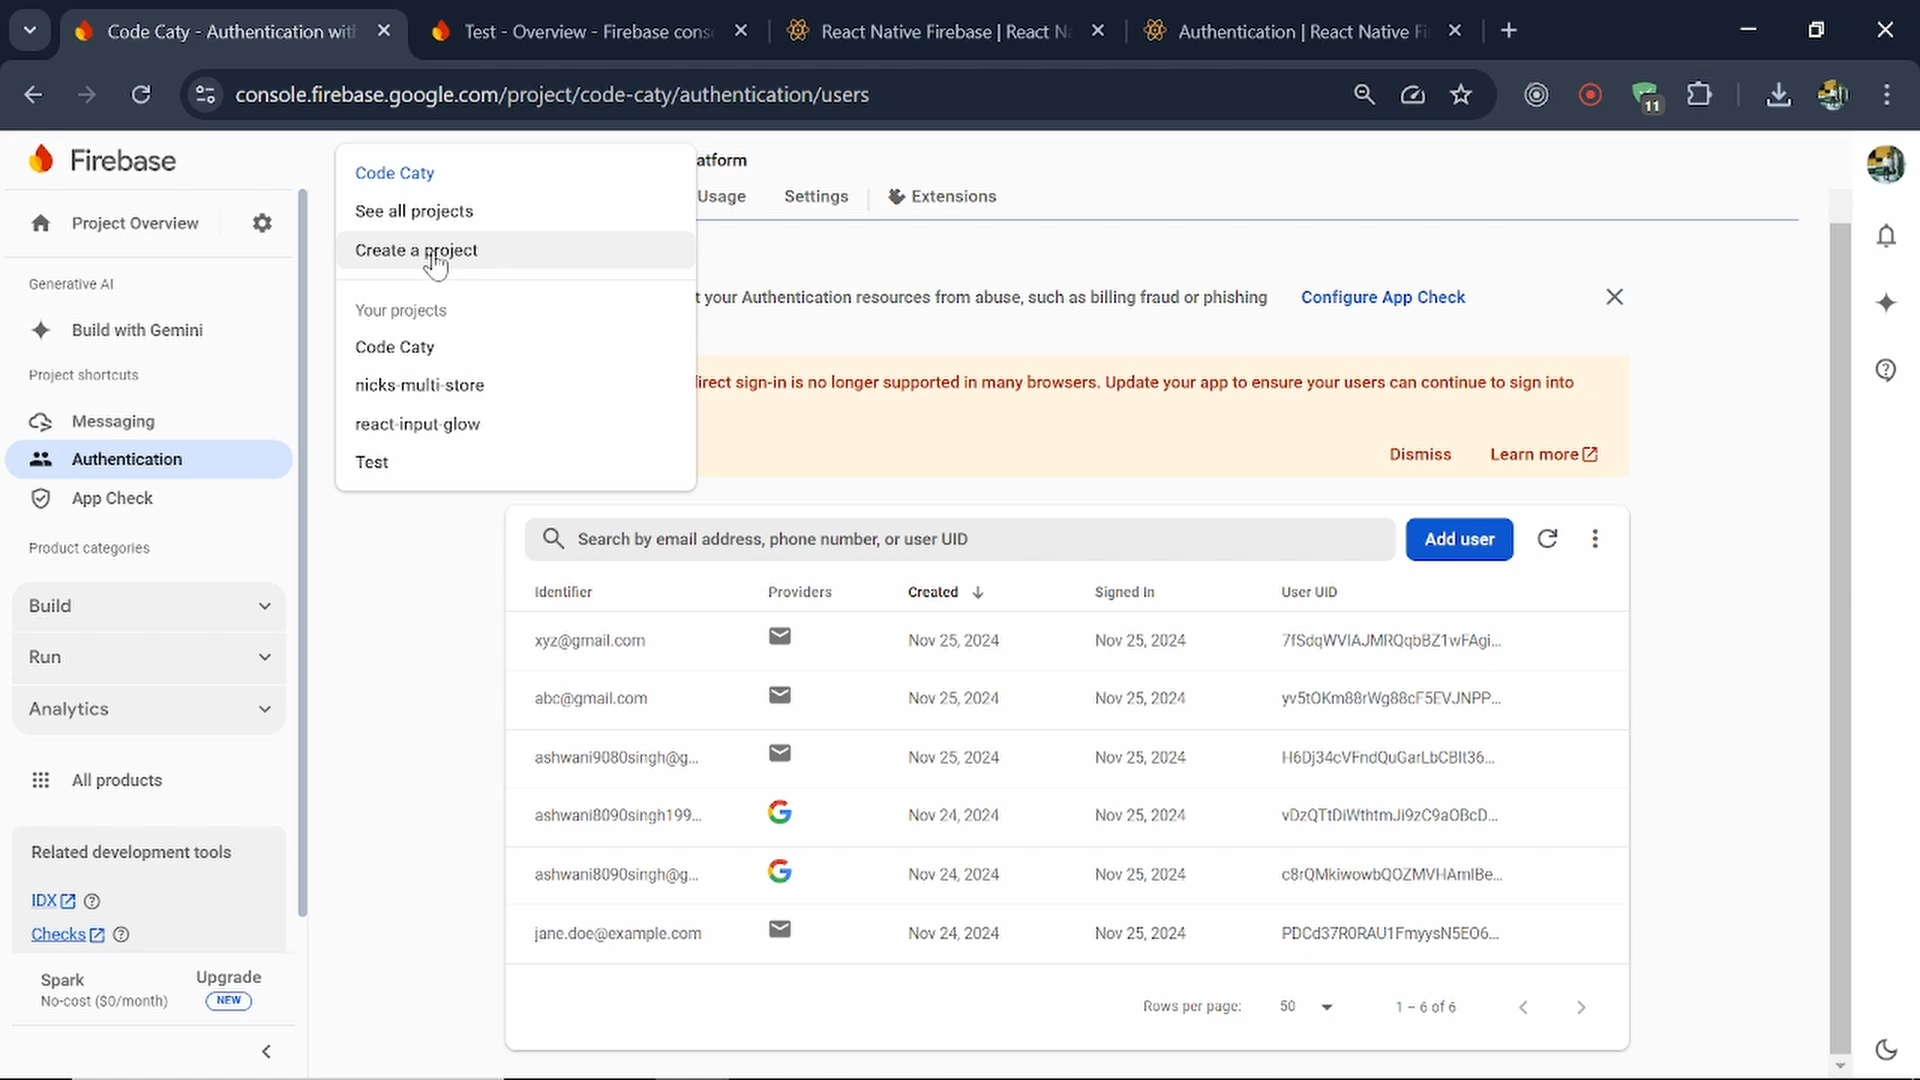 Code Caty - Authentication with
Test - Overview - Firebase conso
React Native Firebase | React Na
Authentication | React Native Fi
console.firebase.google.com/project/code-caty/authentication/users
11
Firebase
Code Caty
atform
See all projects
Usage
Settings
Extensions
Project Overview
Create a project
Generative AI
t your Authentication resources from abuse, such as billing fraud or phishing
Configure App Check
Your projects
Build with Gemini
Code Caty
Project shortcuts
nicks-multi-store
direct sign-in is no longer supported in many browsers. Update your app to ensure your users can continue to sign into
Messaging
react-input-glow
Authentication
Test
Dismiss
Learn more
App Check
Product categories
Search by email address, phone number, or user UID
Add user
Identifier
Providers
Created
Signed In
User UID
Build
xyz@gmail.com
Nov 25, 2024
Nov 25, 2024
7fSdqWVIAJMRQqbBZ1wFAgi...
Run
abc@gmail.com
Nov 25, 2024
Nov 25, 2024
yv5tOKm88rWg88cF5EVJNPP...
Analytics
ashwani9080singh@g...
Nov 25, 2024
Nov 25, 2024
H6Dj34cVFndQuGarLbCBIt36...
All products
ashwani8090singh199...
Nov 24, 2024
Nov 25, 2024
vDzQTtDiWthtmJi9zC9aOBcD...
Related development tools
ashwani8090singh@g...
Nov 24, 2024
Nov 25, 2024
c8rQMkiwowbQOZMVHAmIBe...
IDX
Checks
jane.doe@example.com
Nov 24, 2024
Nov 25, 2024
PDCd37R0RAU1FmyysN5EO6...
Spark
No-cost ($0/month)
Upgrade
NEW
Rows per page:
50
1 – 6 of 6